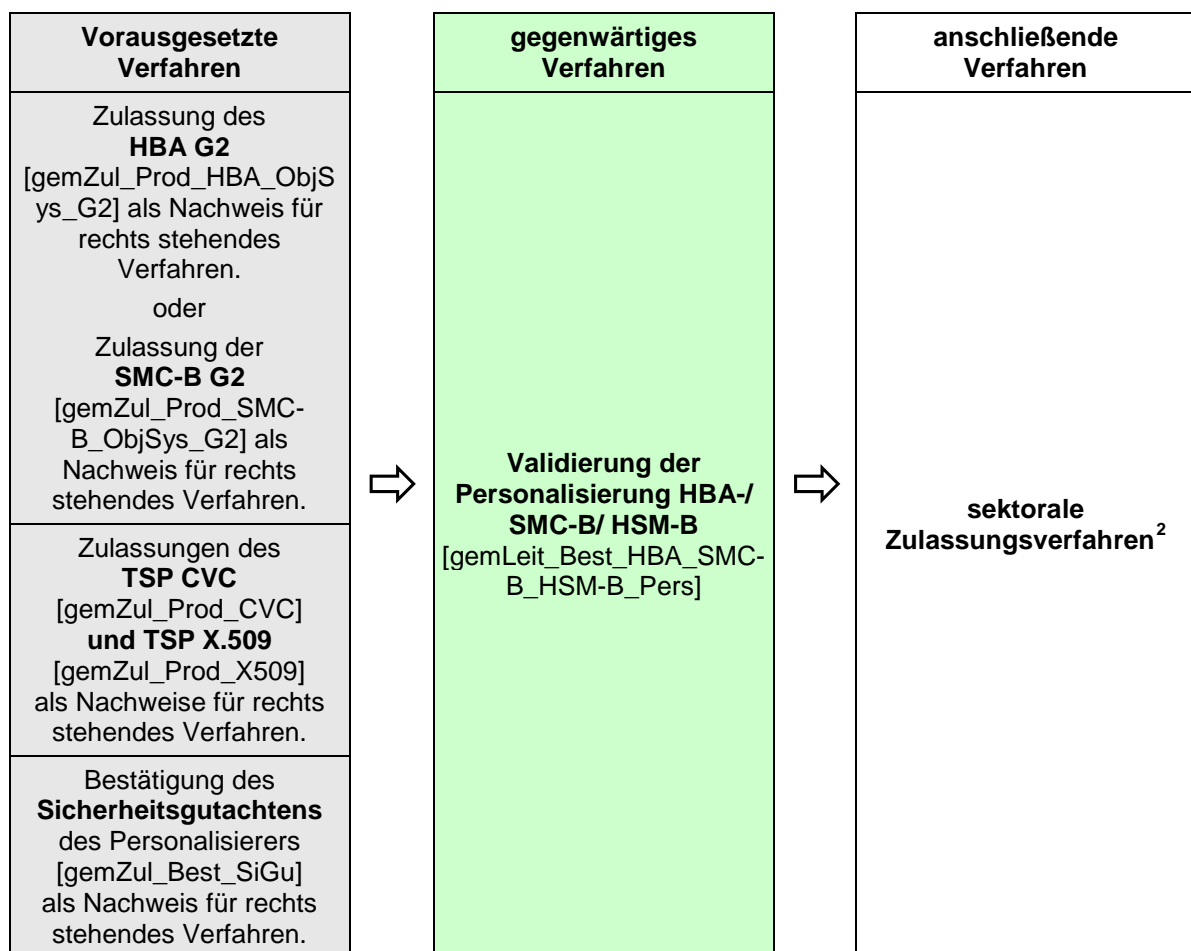 Vorausgesetzte
Verfahren
Zulassung des
HBA G2
[gemZul_Prod_HBA_ObjS
ys_G2] als Nachweis für
rechts stehendes
Verfahren.
oder
Zulassung der
SMC-B G2
[gemZul_Prod_SMC-
B_ObjSys_G2] als
Nachweis für rechts
stehendes Verfahren.
Zulassungen des
TSP CVC
[gemZul_Prod_CVC]
und TSP X.509
[gemZul_Prod_X509]
als Nachweise für rechts
stehendes Verfahren.
Bestätigung des
Sicherheitsgutachtens
des Personalisierers
[gemZul_Best_SiGu]
als Nachweis für rechts
stehendes Verfahren.
gegenwärtiges
Verfahren
Validierung der
Personalisierung HBA-/
SMC-B/ HSM-B
[gemLeit_Best_HBA_SMC-
B_HSM-B_Pers]
anschließende
Verfahren
sektorale
Zulassungsverfahren²